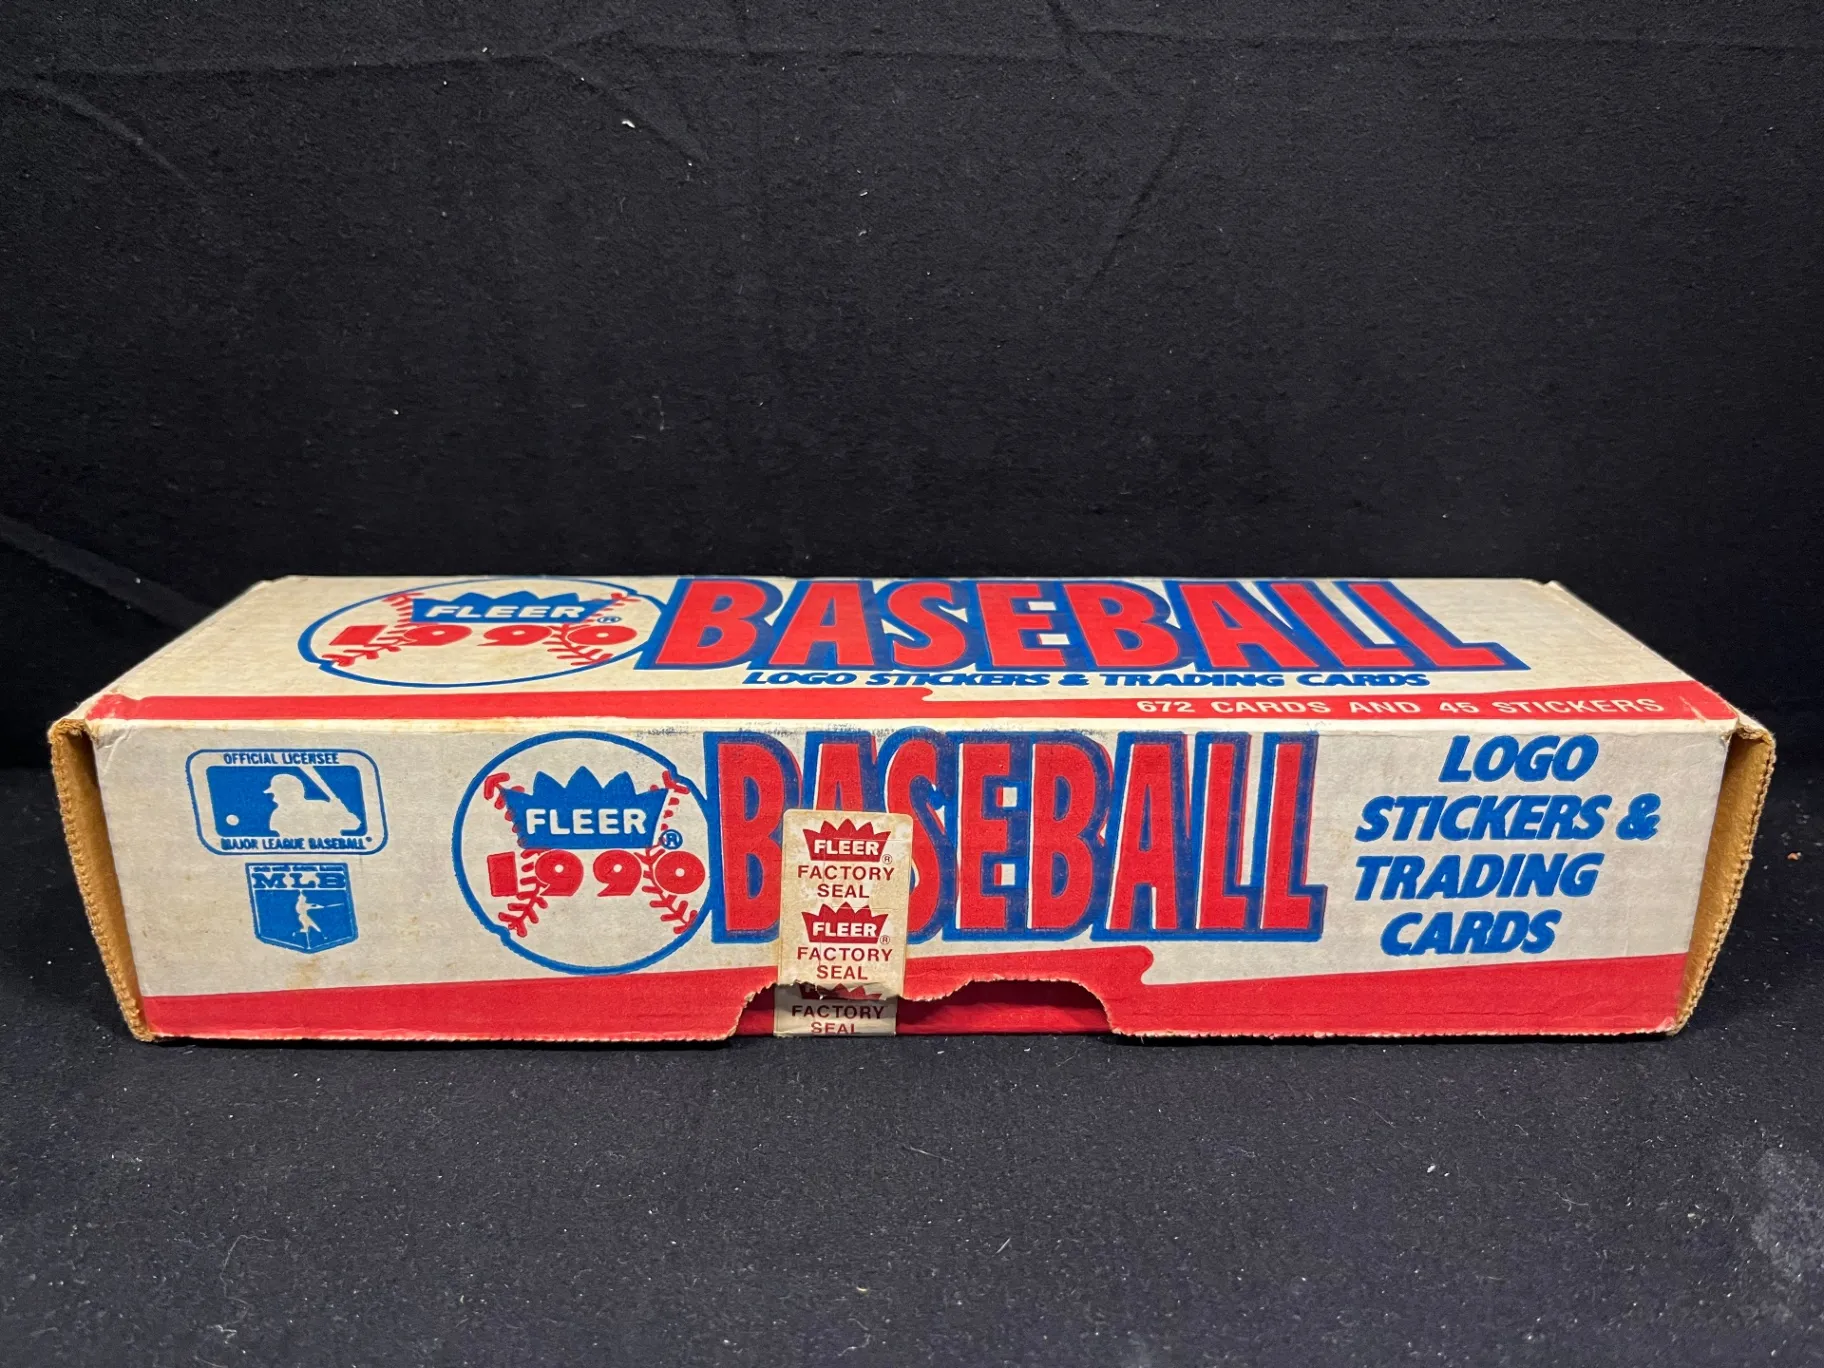 FLEER®
1990
BASEBALL
LOGO STICKERS & TRADING CARDS
672 CARDS AND 45 STICKERS
OFFICIAL LICENSEE
MAJOR LEAGUE BASEBALL®
MLB
FLEER®
1990
BASEBALL
LOGO
STICKERS &
TRADING
CARDS
FLEER®
FACTORY
SEAL
FLEER®
FACTORY
SEAL
FACTORY
SEAL